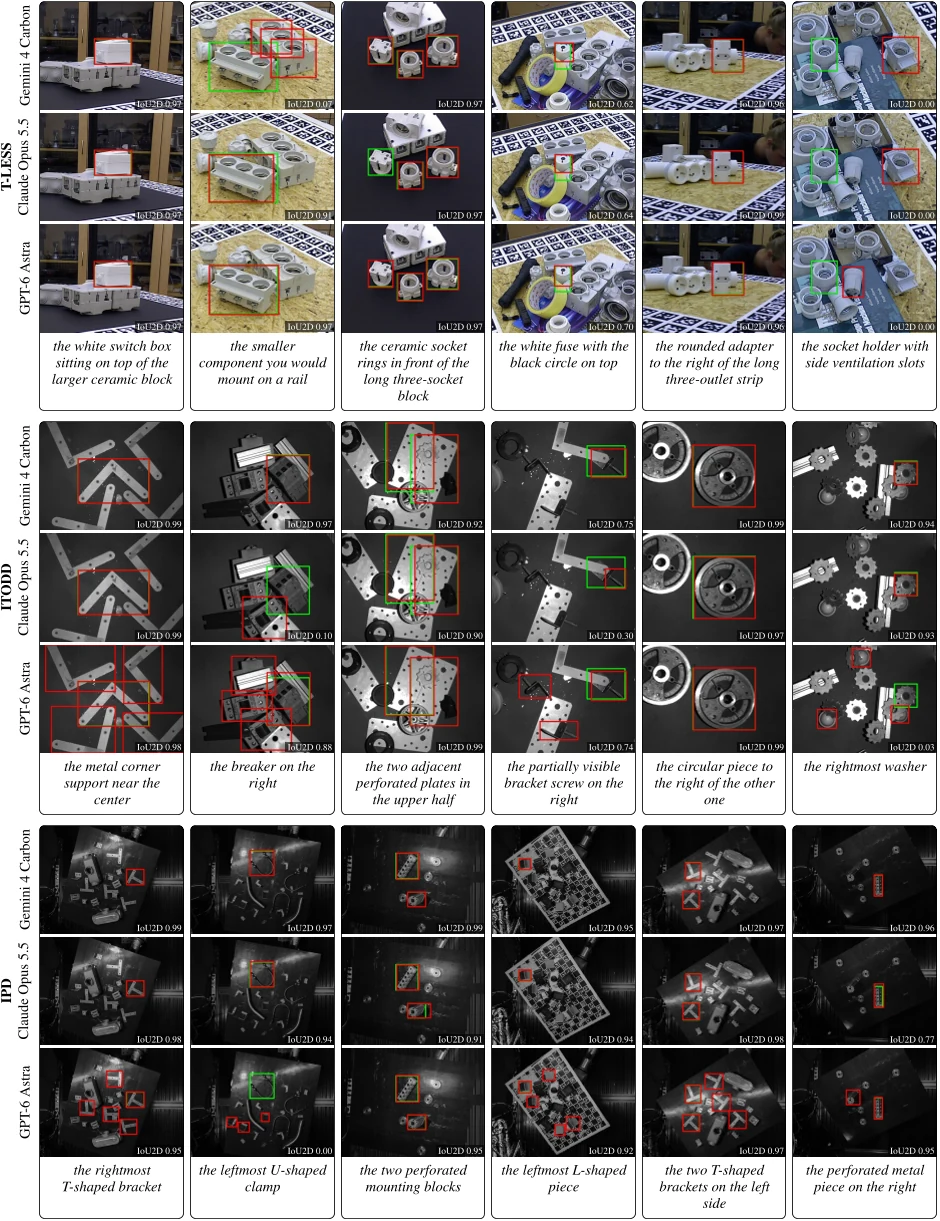 T-LESS
Gemini 4 Carbon
IoU2D 0.97
IoU2D 0.07
IoU2D 0.97
IoU2D 0.62
IoU2D 0.96
IoU2D 0.00
Claude Opus 5.5
IoU2D 0.97
IoU2D 0.91
IoU2D 0.97
IoU2D 0.64
IoU2D 0.99
IoU2D 0.00
GPT-6 Astra
IoU2D 0.97
IoU2D 0.97
IoU2D 0.97
IoU2D 0.70
IoU2D 0.96
IoU2D 0.00
the white switch box
sitting on top of the
larger ceramic block
the smaller
component you would
mount on a rail
the ceramic socket
rings in front of the
long three-socket
block
the white fuse with the
black circle on top
the rounded adapter
to the right of the long
three-outlet strip
the socket holder with
side ventilation slots
ITODD
Gemini 4 Carbon
IoU2D 0.99
IoU2D 0.97
IoU2D 0.92
IoU2D 0.75
IoU2D 0.99
IoU2D 0.94
Claude Opus 5.5
IoU2D 0.99
IoU2D 0.10
IoU2D 0.90
IoU2D 0.30
IoU2D 0.97
IoU2D 0.93
GPT-6 Astra
IoU2D 0.98
IoU2D 0.88
IoU2D 0.99
IoU2D 0.74
IoU2D 0.99
IoU2D 0.03
the metal corner
support near the
center
the breaker on the
right
the two adjacent
perforated plates in
the upper half
the partially visible
bracket screw on the
right
the circular piece to
the right of the other
one
the rightmost washer
IPD
Gemini 4 Carbon
IoU2D 0.99
IoU2D 0.97
IoU2D 0.99
IoU2D 0.95
IoU2D 0.97
IoU2D 0.96
Claude Opus 5.5
IoU2D 0.98
IoU2D 0.94
IoU2D 0.91
IoU2D 0.94
IoU2D 0.98
IoU2D 0.77
GPT-6 Astra
IoU2D 0.95
IoU2D 0.00
IoU2D 0.95
IoU2D 0.92
IoU2D 0.97
IoU2D 0.95
the rightmost
T-shaped bracket
the leftmost U-shaped
clamp
the two perforated
mounting blocks
the leftmost L-shaped
piece
the two T-shaped
brackets on the left
side
the perforated metal
piece on the right